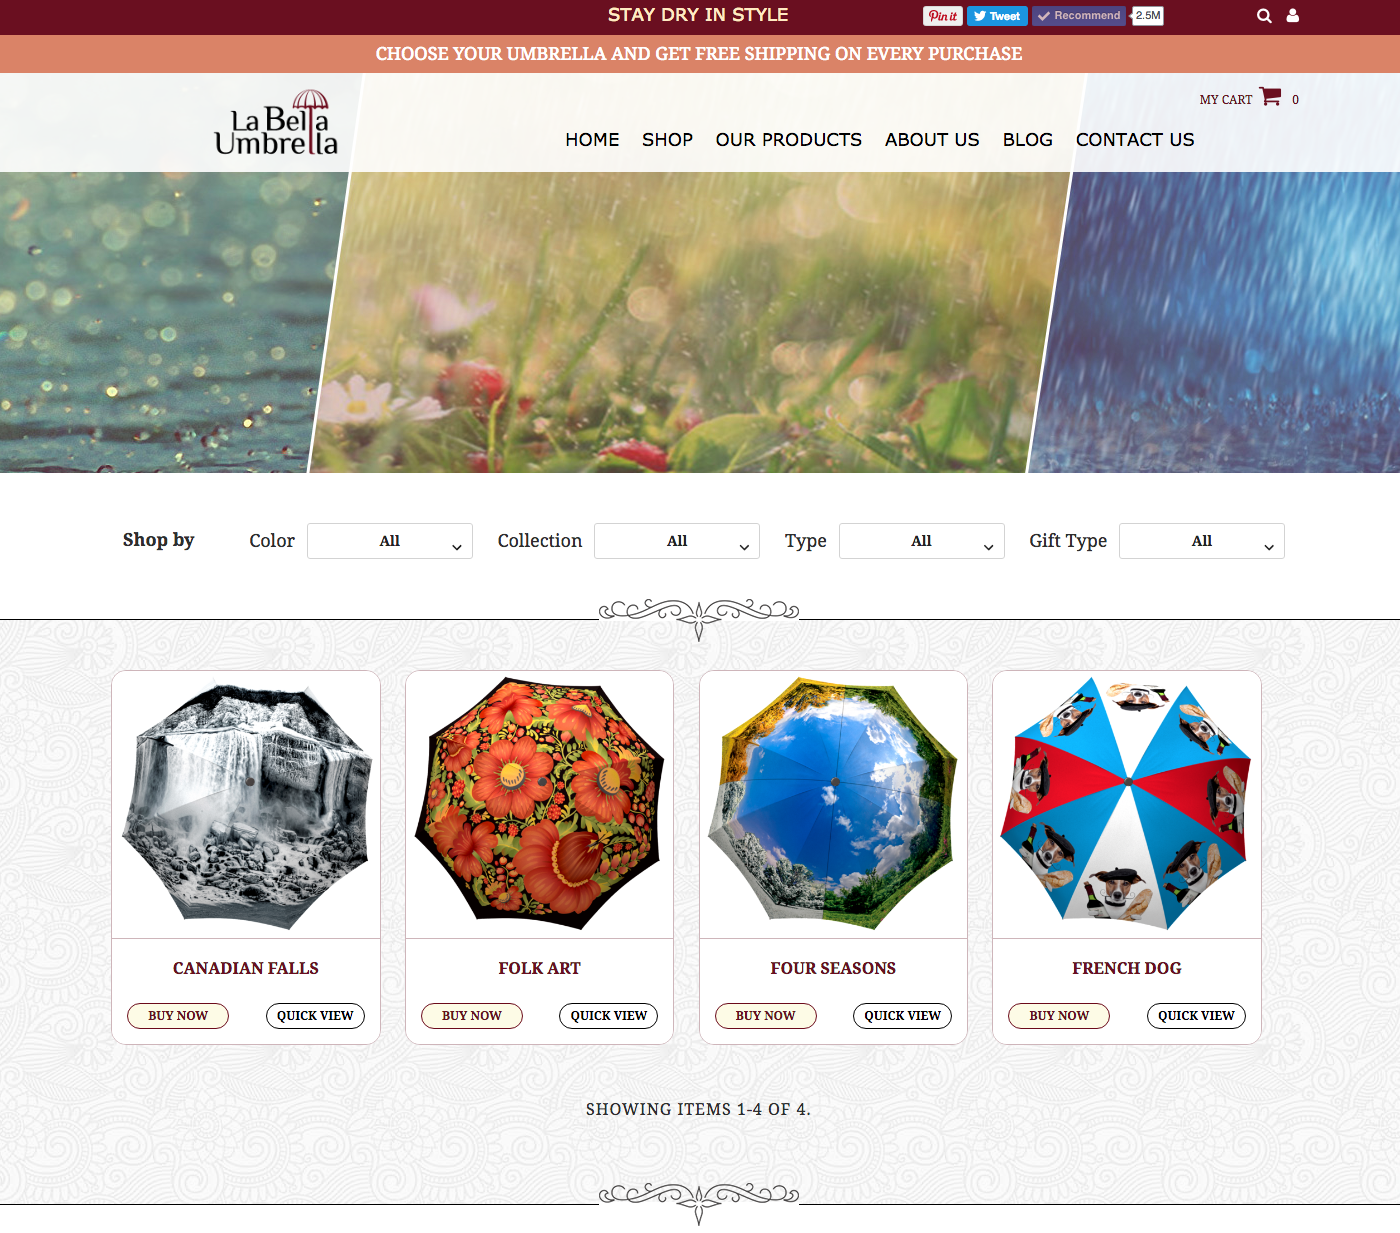 STAY DRY IN STYLE
Pin it Tweet Recommend 2.5M
CHOOSE YOUR UMBRELLA AND GET FREE SHIPPING ON EVERY PURCHASE
La Bella
Umbrella
MY CART 0
HOME SHOP OUR PRODUCTS ABOUT US BLOG CONTACT US
Shop by Color All Collection All Type All Gift Type All
CANADIAN FALLS FOLK ART FOUR SEASONS FRENCH DOG
BUY NOW QUICK VIEW BUY NOW QUICK VIEW BUY NOW QUICK VIEW BUY NOW QUICK VIEW
SHOWING ITEMS 1-4 OF 4.